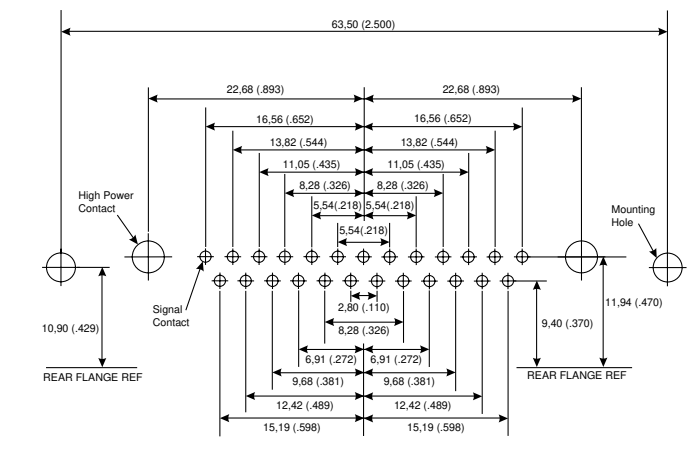 63,50 (2.500)
22,68 (.893) 22,68 (.893)
16,56 (.652) 16,56 (.652)
13,82 (.544) 13,82 (.544)
11,05 (.435) 11,05 (.435)
8,28 (.326) 8,28 (.326)
5,54(.218) 5,54(.218)
5,54(.218)
High Power
Contact
Mounting
Hole
Signal
Contact
2,80 (.110)
8,28 (.326)
10,90 (.429)
11,94 (.470)
9,40 (.370)
6,91 (.272) 6,91 (.272)
REAR FLANGE REF
REAR FLANGE REF
9,68 (.381) 9,68 (.381)
12,42 (.489) 12,42 (.489)
15,19 (.598) 15,19 (.598)